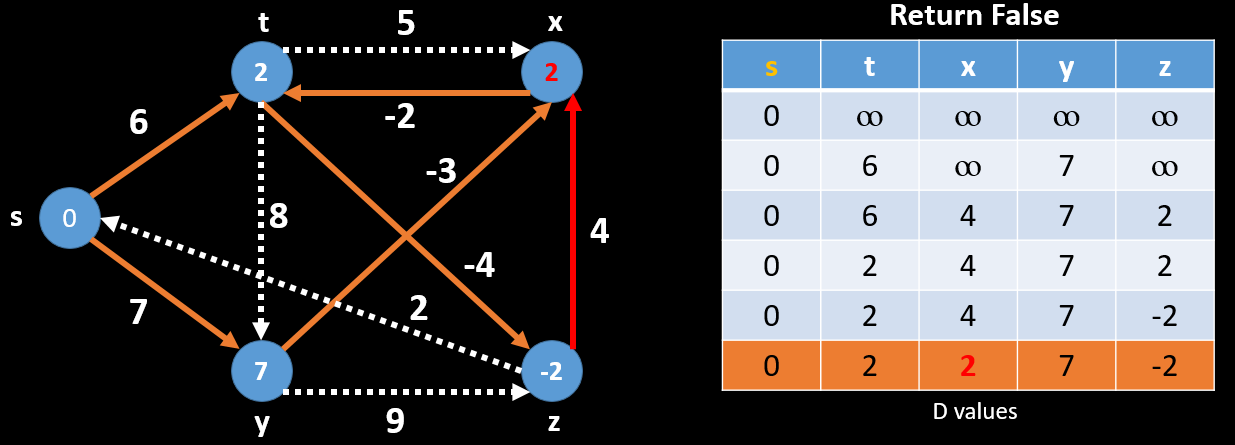 t
5
x
Return False
2
2
6
-2
-3
s
0
8
4
-4
7
2
7
-2
y
9
z
s t x y z
0 ∞ ∞ ∞ ∞
0 6 ∞ 7 ∞
0 6 4 7 2
0 2 4 7 2
0 2 4 7 -2
0 2 2 7 -2
D values